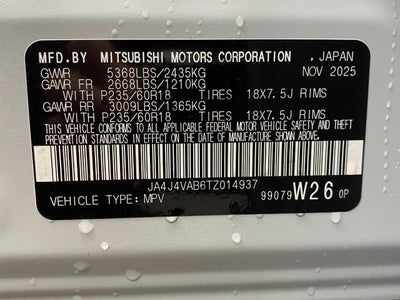 MFD.BY MITSUBISHI MOTORS CORPORATION , JAPAN
GVWR 5368LBS/2435KG NOV 2025
GAWR FR 2668LBS/1210KG
WITH P235/60R18 TIRES 18X7.5J RIMS
GAWR RR 3009LBS/1365KG
WITH P235/60R18 TIRES 18X7.5J RIMS
THIS VEHICLE CONFORMS TO ALL APPLICABLE FEDERAL MOTOR VEHICLE SAFETY AND THEFT PREVENTION STANDARDS IN EFFECT ON THE DATE OF MANUFACTURE SHOWN ABOVE.
JA4J4VAB6TZ014937
VEHICLE TYPE: MPV 99079 W26 0P